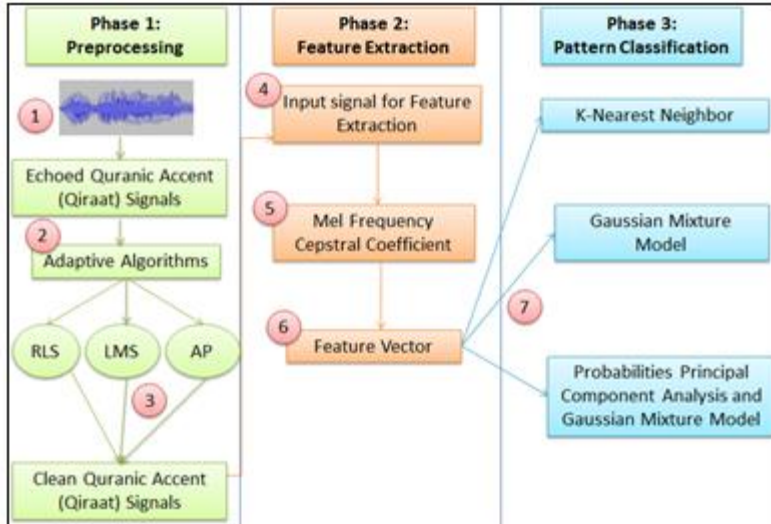 Phase 1:
Preprocessing
1
Echoed Quranic Accent
(Qiraat) Signals
2
Adaptive Algorithms
RLS
LMS
AP
3
Clean Quranic Accent
(Qiraat) Signals
Phase 2:
Feature Extraction
4
Input signal for Feature
Extraction
5
Mel Frequency
Cepstral Coefficient
6
Feature Vector
Phase 3:
Pattern Classification
K-Nearest Neighbor
Gaussian Mixture
Model
7
Probabilities Principal
Component Analysis and
Gaussian Mixture Model